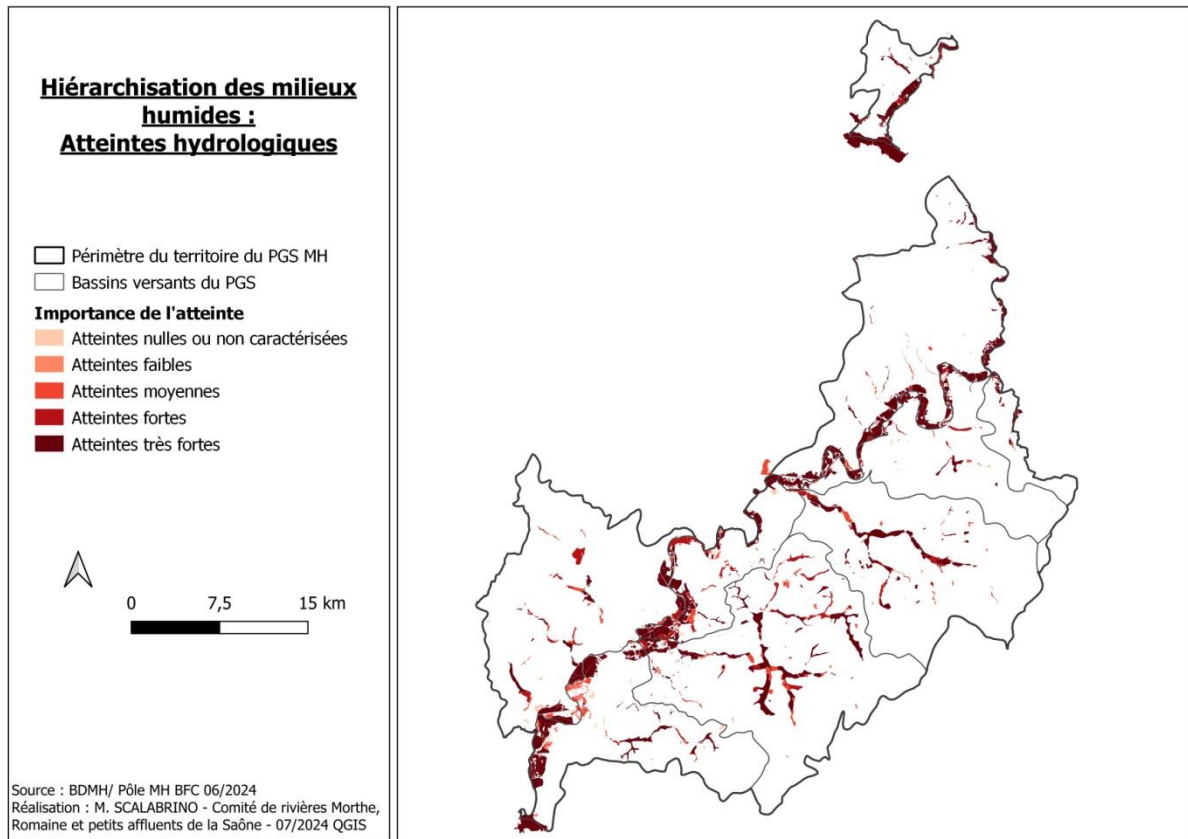 Hiérarchisation des milieux
humides :
Atteintes hydrologiques
Périmètre du territoire du PGS MH
Bassins versants du PGS
Importance de l'atteinte
Atteintes nulles ou non caractérisées
Atteintes faibles
Atteintes moyennes
Atteintes fortes
Atteintes très fortes
0 7,5 15 km
Source : BDMH/ Pôle MH BFC 06/2024
Réalisation : M. SCALABRINO - Comité de rivières Morthe,
Romaine et petits affluents de la Saône - 07/2024 QGIS